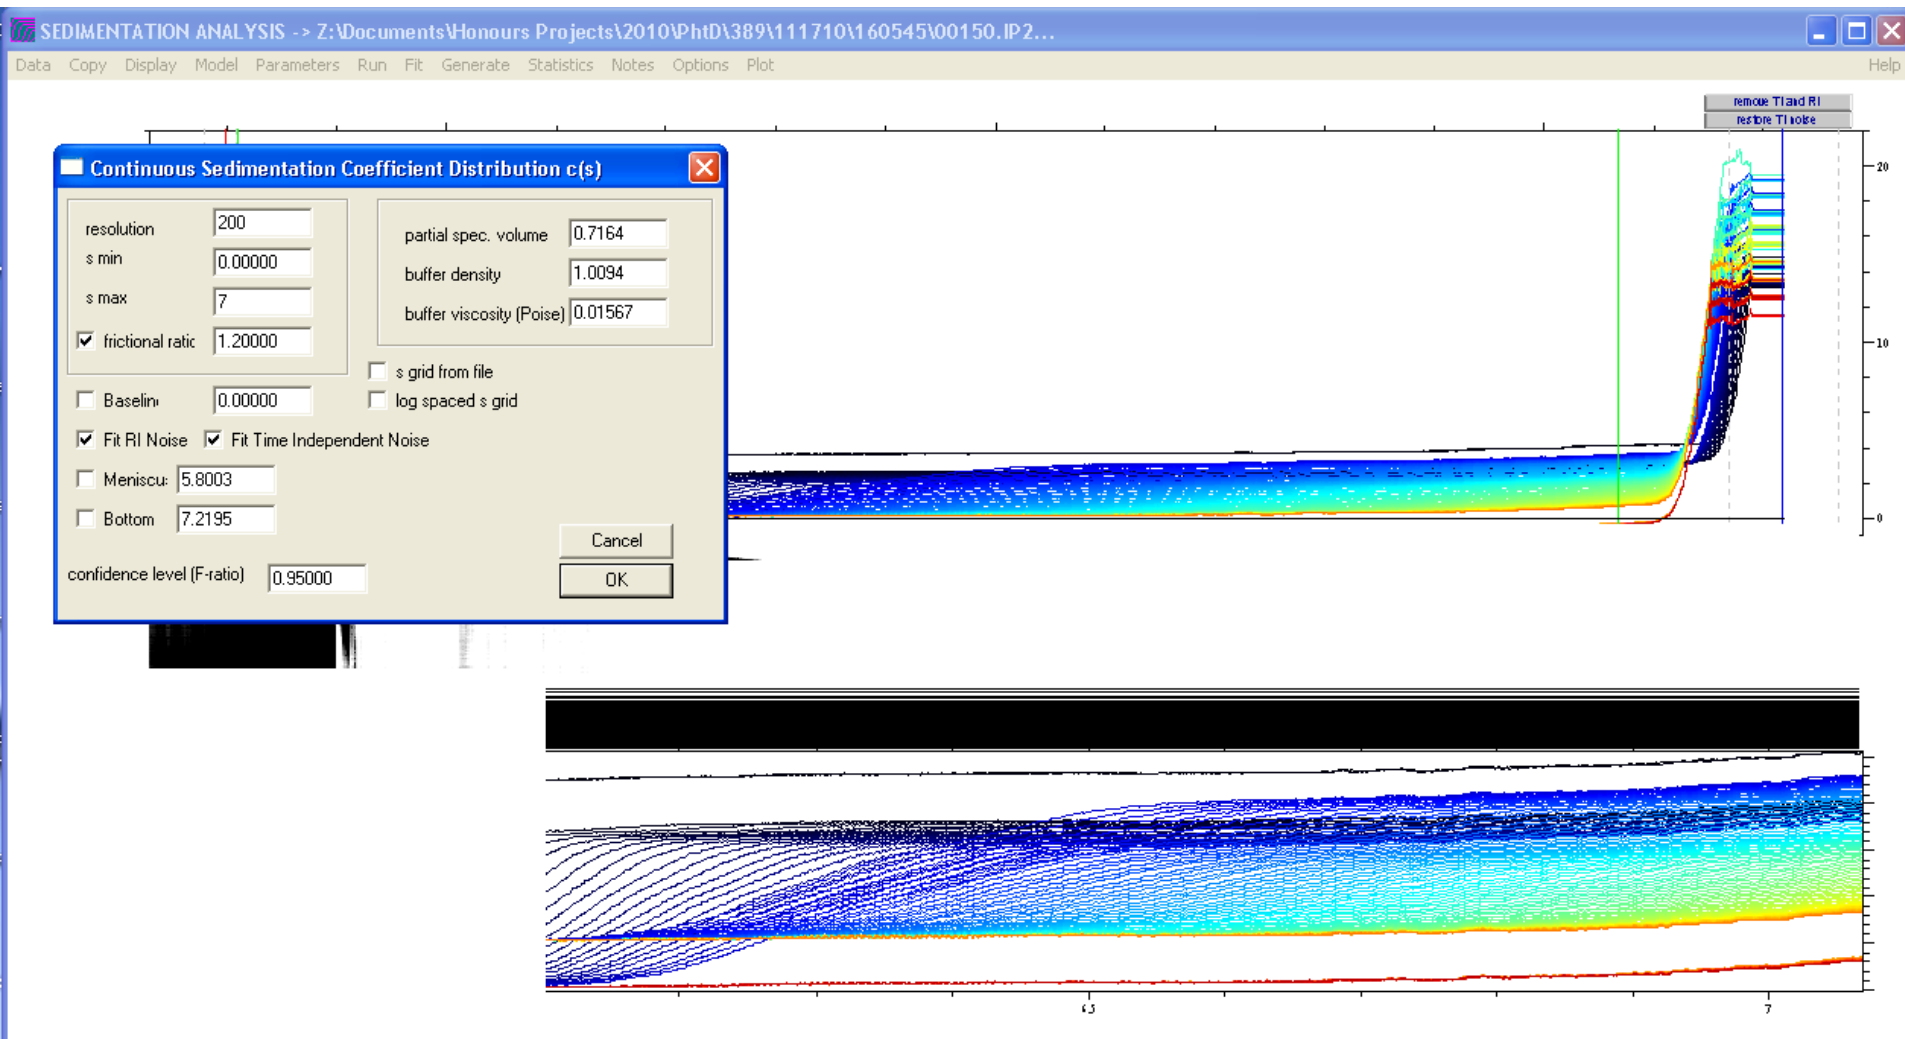 SEDIMENTATION ANALYSIS -> Z:\Documents\Honours Projects\2010\PhtD\389\111710\160545\00150.IP2...
Data Copy Display Model Parameters Run Fit Generate Statistics Notes Options Plot Help
remove TI and RI
restore TI noise
Continuous Sedimentation Coefficient Distribution c(s)
resolution 200
s min 0.00000
s max 7
frictional ratic 1.20000
partial spec. volume 0.7164
buffer density 1.0094
buffer viscosity (Poise) 0.01567
s grid from file
Baselin 0.00000
log spaced s grid
Fit RI Noise Fit Time Independent Noise
Meniscu: 5.8003
Bottom 7.2195
Cancel
confidence level (F-ratio) 0.95000
OK
20
10
0
6.5 7